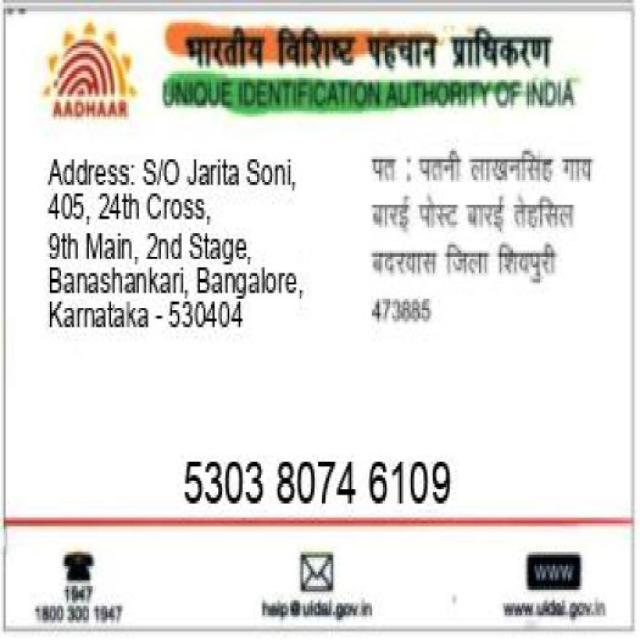 भारतीय विशिष्ट पहचान प्राधिकरण
AADHAAR
UNIQUE IDENTIFICATION AUTHORITY OF INDIA
Address: S/O Jarita Soni,
405, 24th Cross,
9th Main, 2nd Stage,
Banashankari, Bangalore,
Karnataka - 530404
पत : पतनी लाखनसिंह गाव
बारई पोस्ट बारई तेहसिल
बदरवास जिला शिवपुरी
473885
5303 8074 6109
1947
1800 300 1947
help@uidai.gov.in
WWW
www.uidai.gov.in